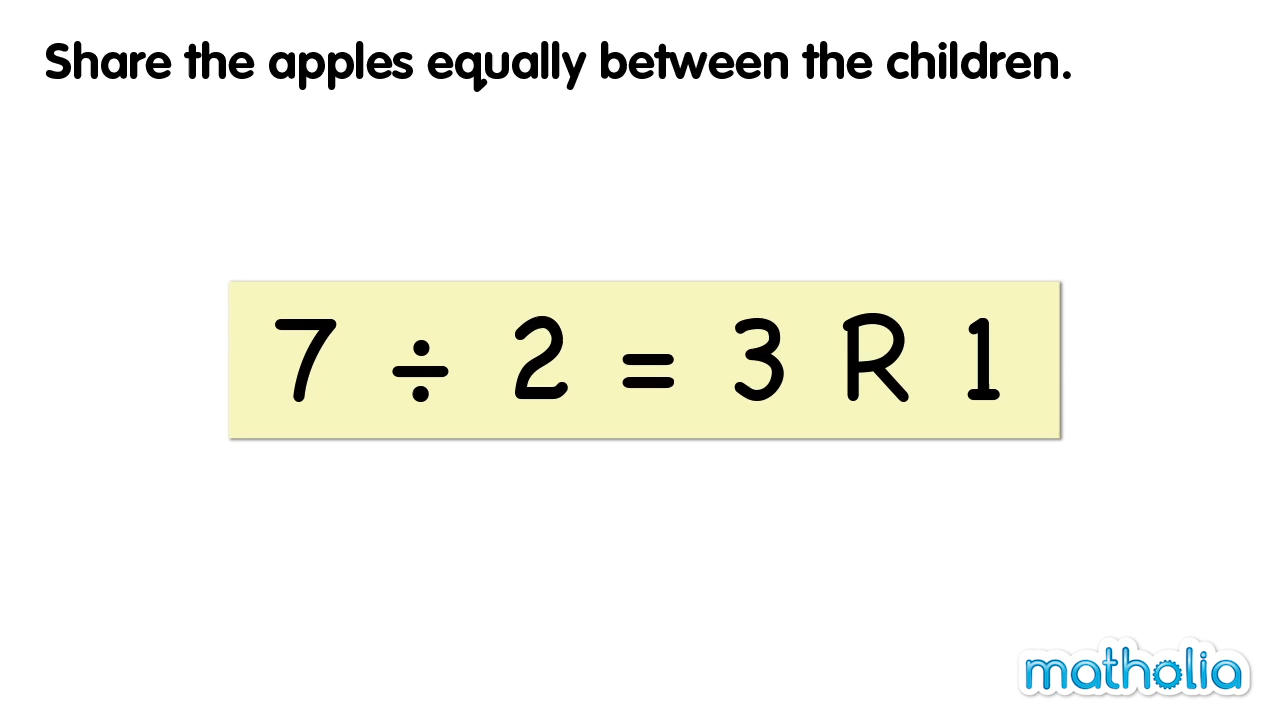 Share the apples equally between the children.
7 ÷ 2 = 3 R 1
matholia